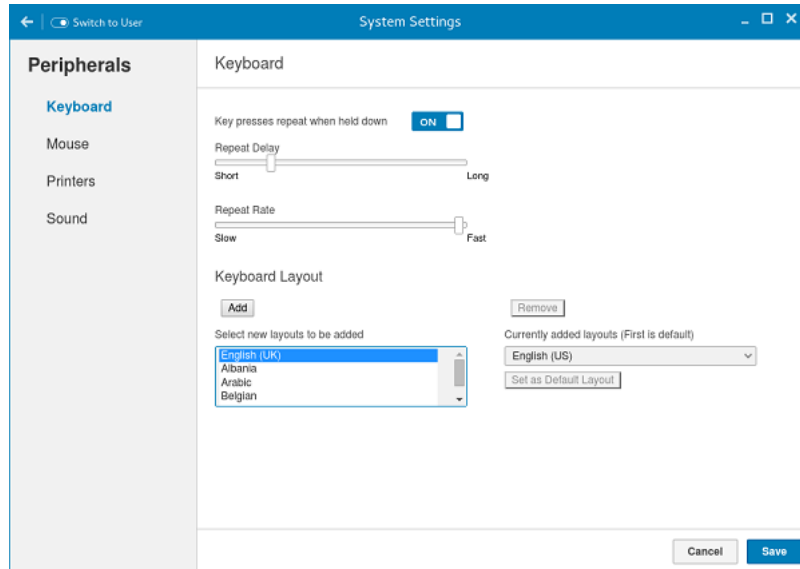 Switch to User
System Settings
Peripherals
Keyboard
Mouse
Printers
Sound
Keyboard
Key presses repeat when held down
ON
Repeat Delay
Short
Long
Repeat Rate
Slow
Fast
Keyboard Layout
Add
Select new layouts to be added
English (UK)
Albania
Arabic
Belgian
Remove
Currently added layouts (First is default)
English (US)
Set as Default Layout
Cancel
Save